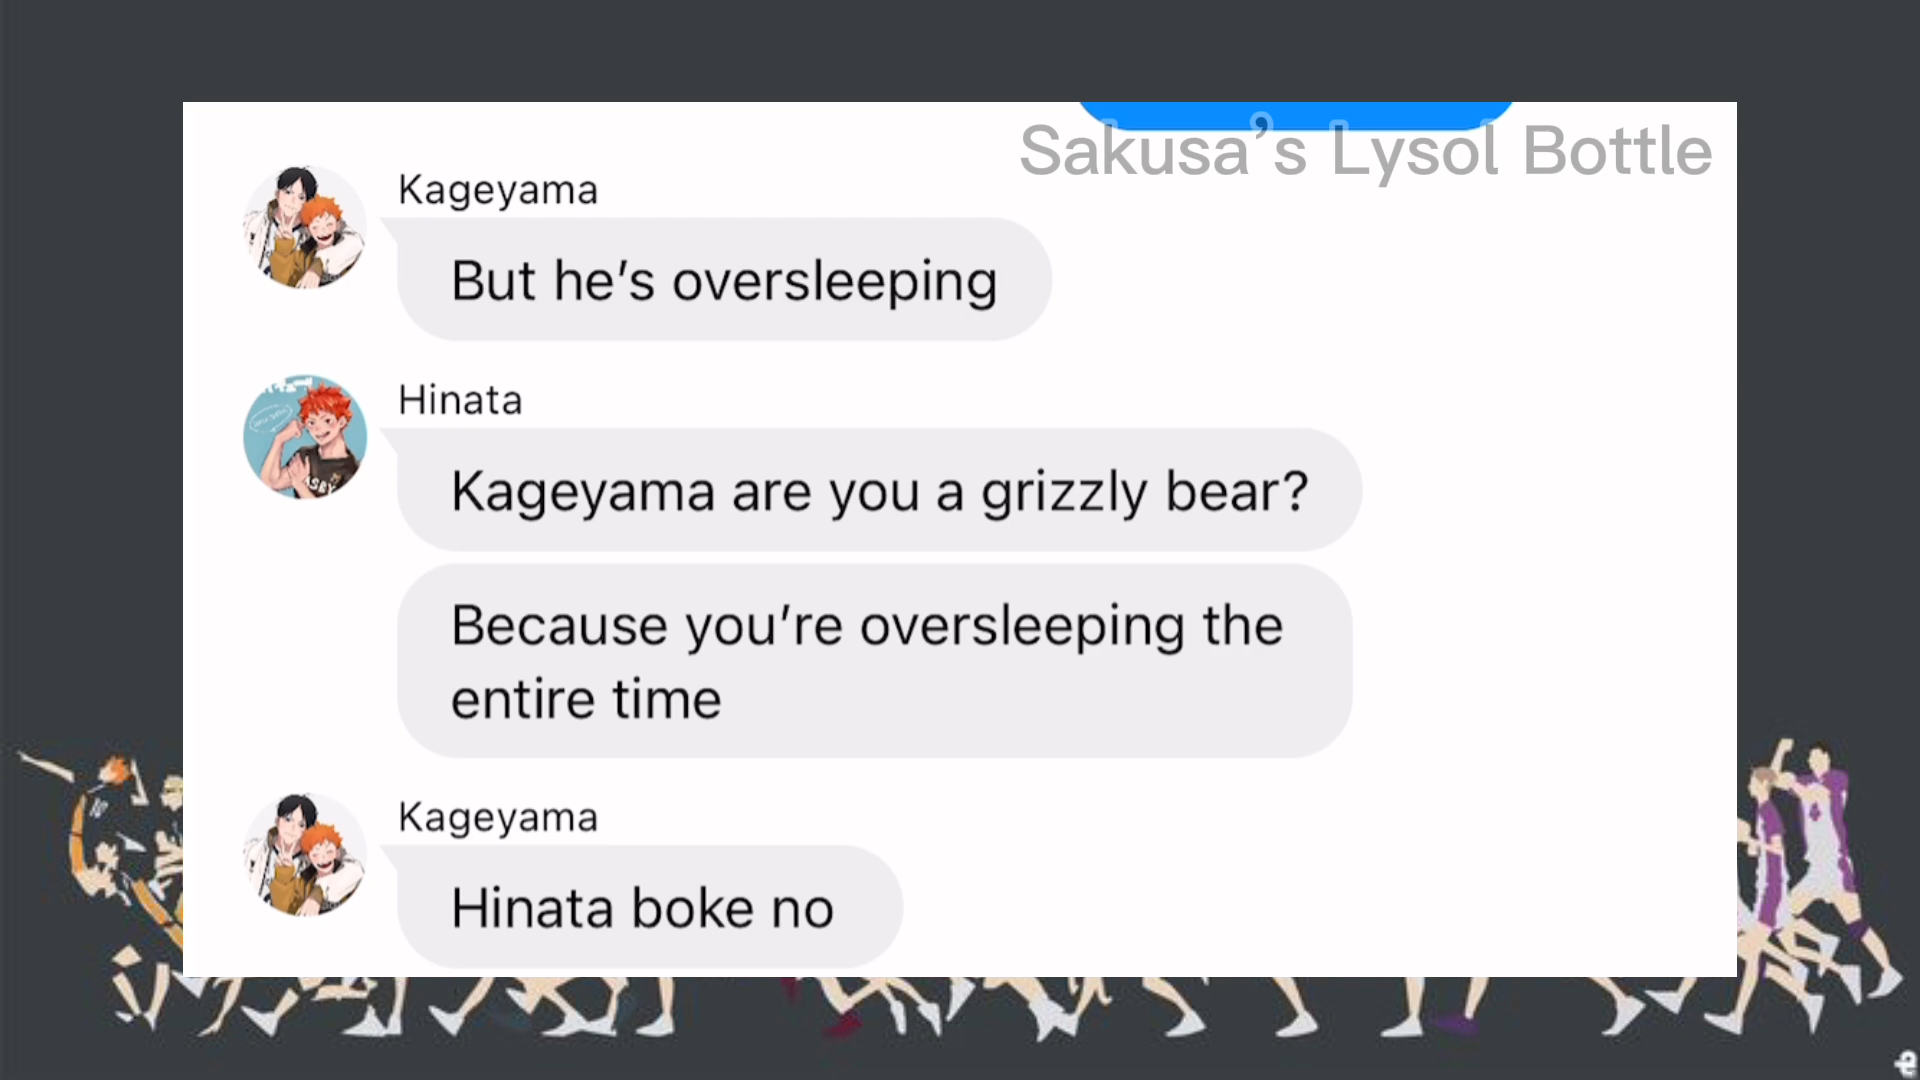 Sakusa’s Lysol Bottle
Kageyama
But he’s oversleeping
Hinata
Kageyama are you a grizzly bear?
Because you’re oversleeping the
entire time
Kageyama
Hinata boke no